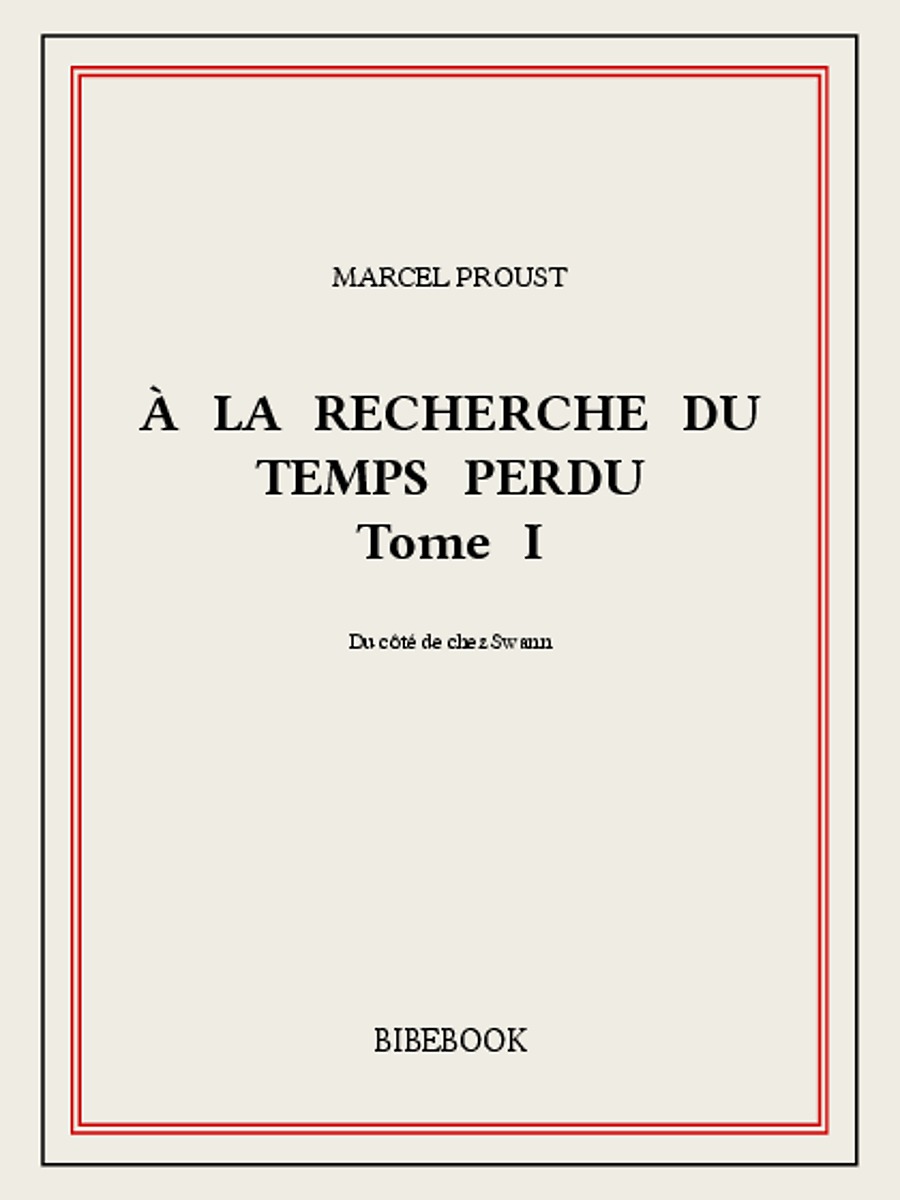 MARCEL PROUST
À LA RECHERCHE DU
TEMPS PERDU
Tome I
Du côté de chez Swann
BIBEBOOK